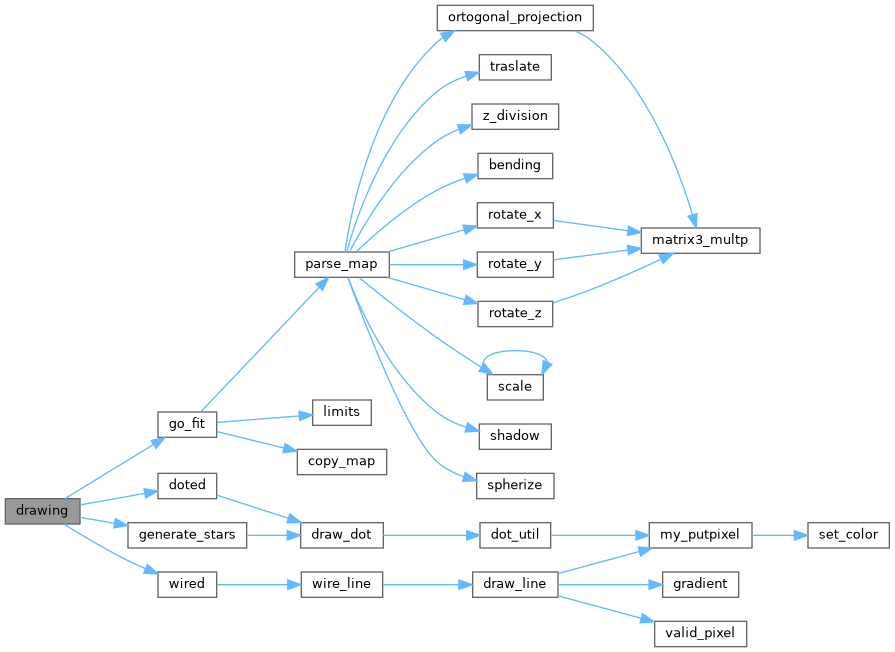 ortogonal_projection
traslate
z_division
bending
rotate_x
matrix3_multp
parse_map
rotate_y
rotate_z
scale
limits
go_fit
shadow
copy_map
doted
spherize
drawing
generate_stars
draw_dot
dot_util
my_putpixel
set_color
wired
wire_line
draw_line
gradient
valid_pixel